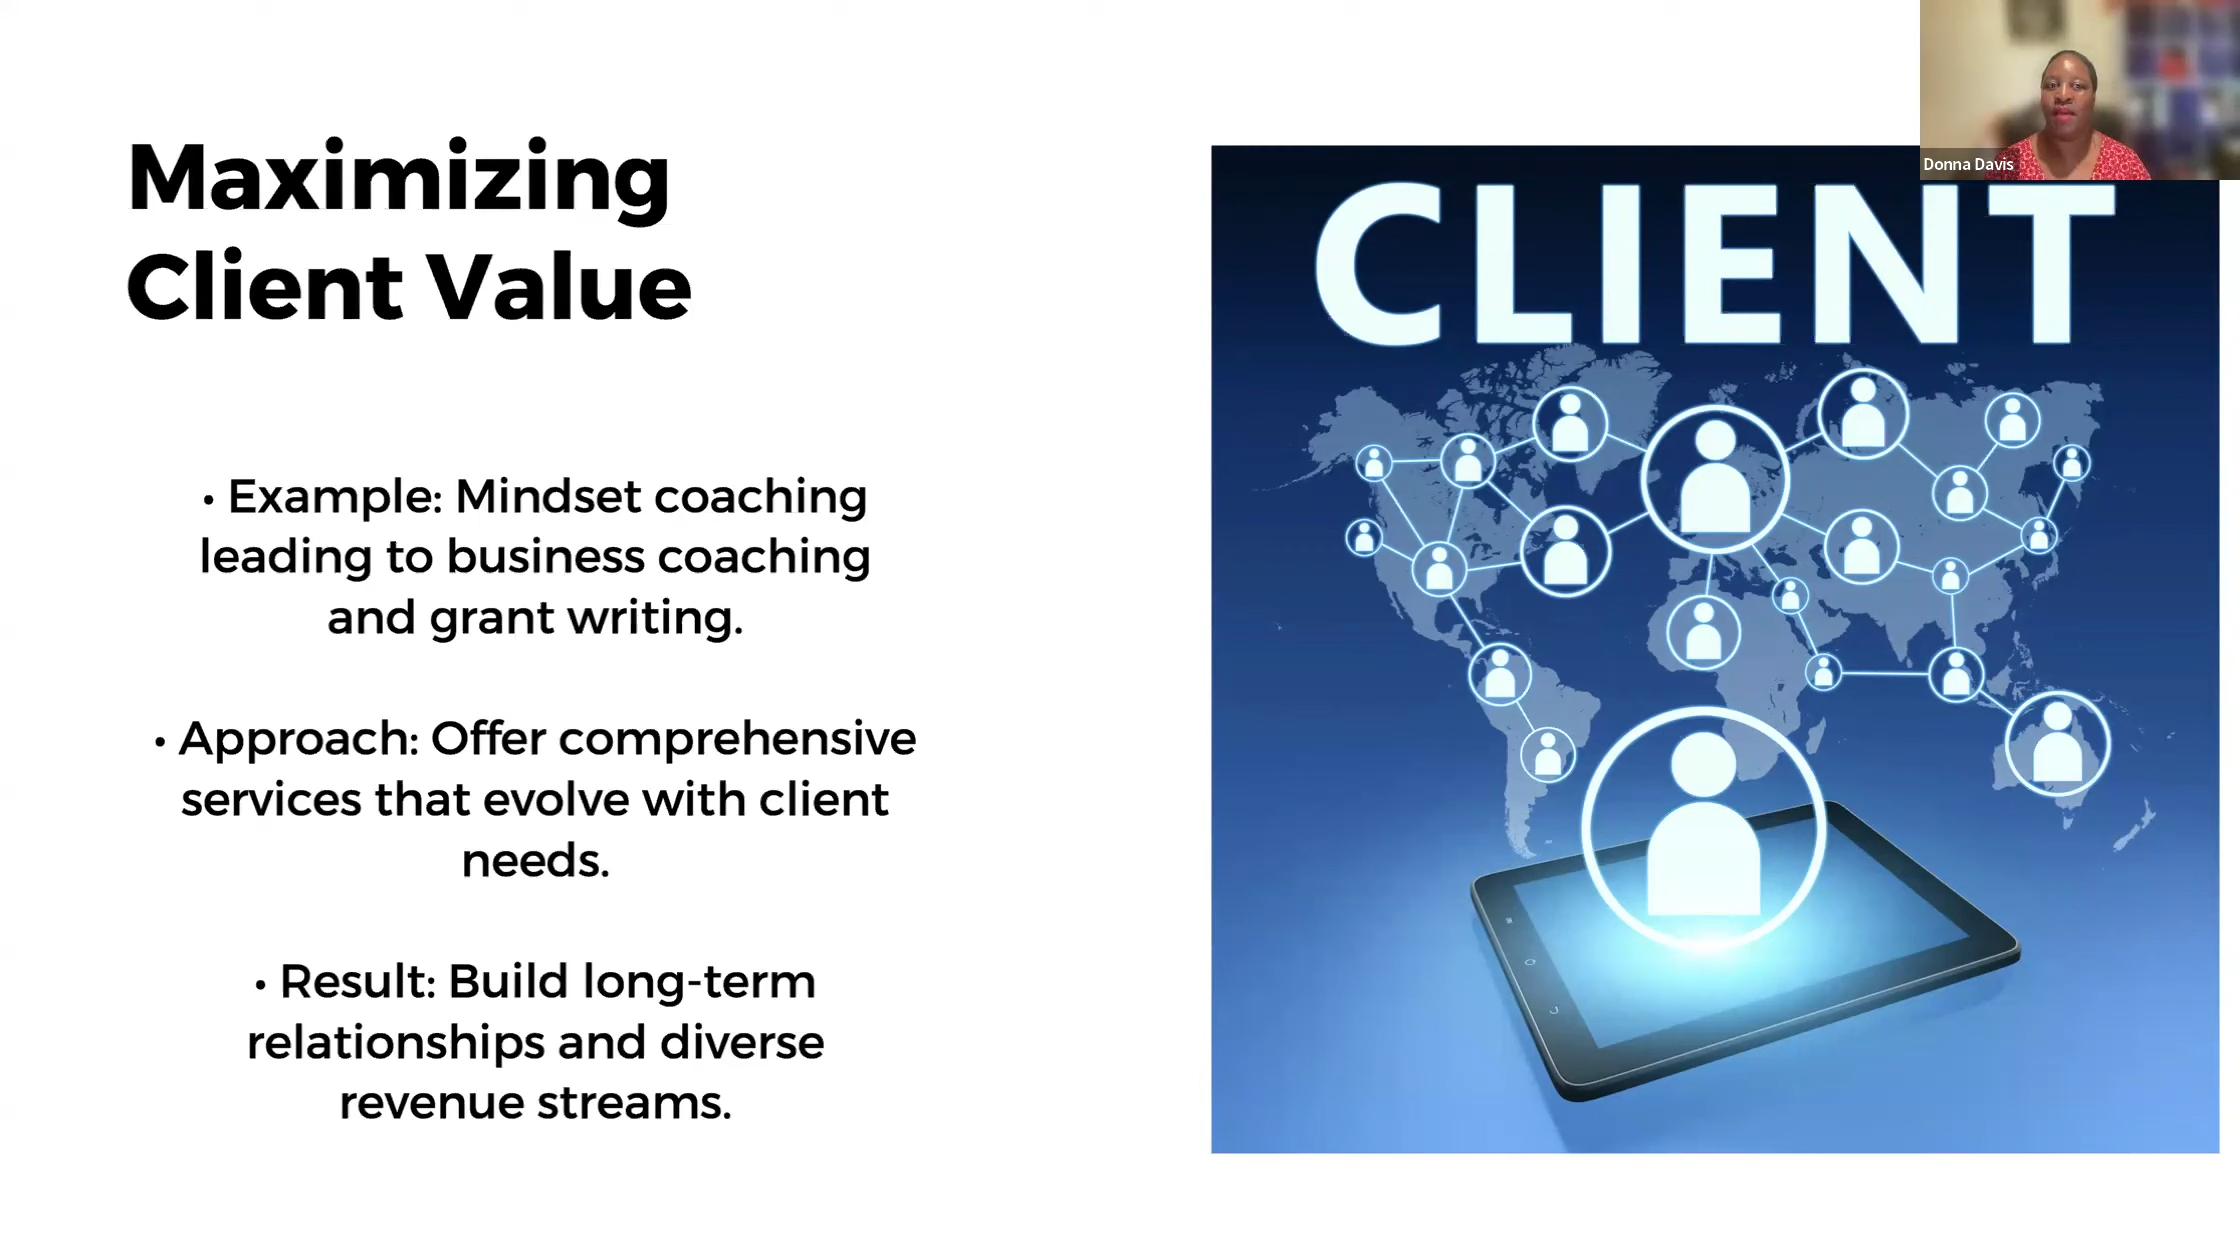 Maximizing
Client Value
• Example: Mindset coaching
leading to business coaching
and grant writing.
• Approach: Offer comprehensive
services that evolve with client
needs.
• Result: Build long-term
relationships and diverse
revenue streams.
CLIENT
Donna Davis